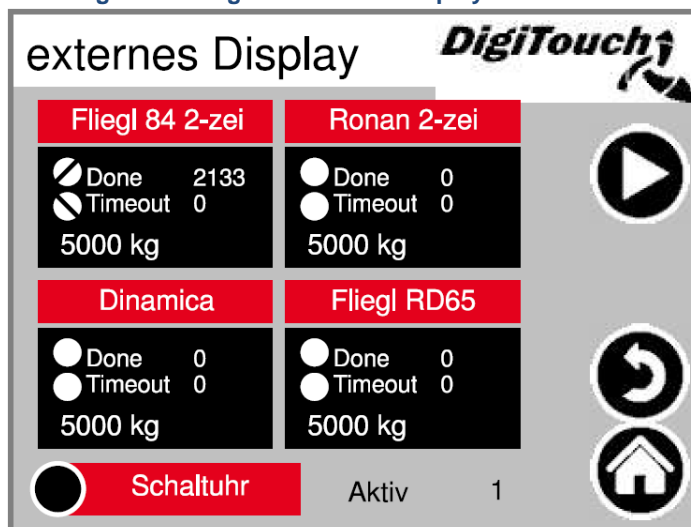 externes Display
DigiTouch
Fliegl 84 2-zei
Done 2133
Timeout 0
5000 kg
Ronan 2-zei
Done 0
Timeout 0
5000 kg
Dinamica
Done 0
Timeout 0
5000 kg
Fliegl RD65
Done 0
Timeout 0
5000 kg
Schaltuhr
Aktiv 1